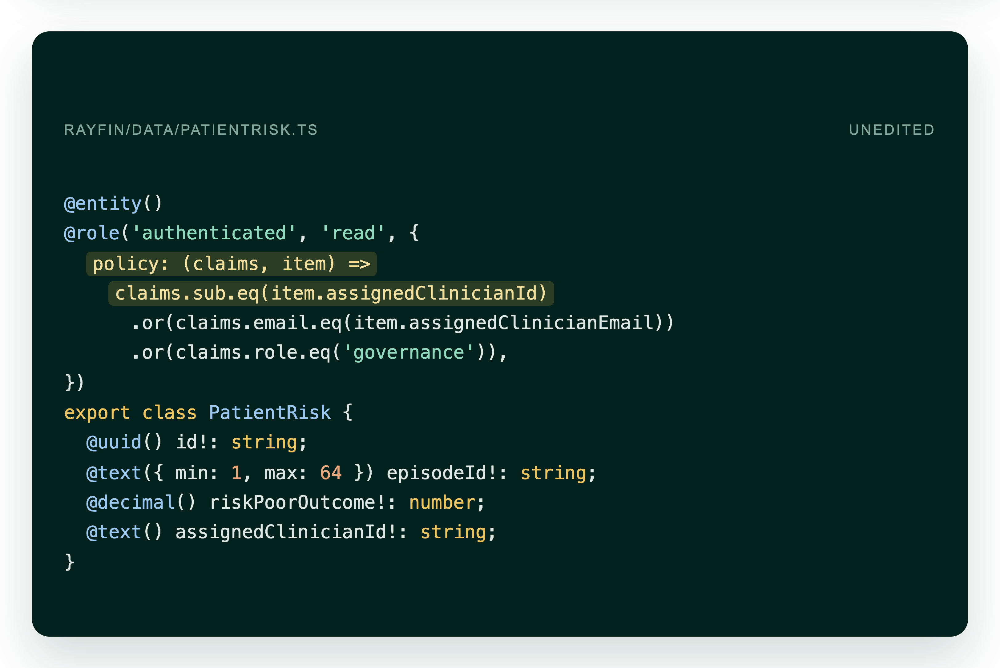 RAYFIN/DATA/PATIENTRISK.TS
UNEDITED
@entity()
@role('authenticated', 'read', {
  policy: (claims, item) =>
    claims.sub.eq(item.assignedClinicianId)
      .or(claims.email.eq(item.assignedClinicianEmail))
      .or(claims.role.eq('governance')),
})
export class PatientRisk {
  @uuid() id!: string;
  @text({ min: 1, max: 64 }) episodeId!: string;
  @decimal() riskPoorOutcome!: number;
  @text() assignedClinicianId!: string;
}